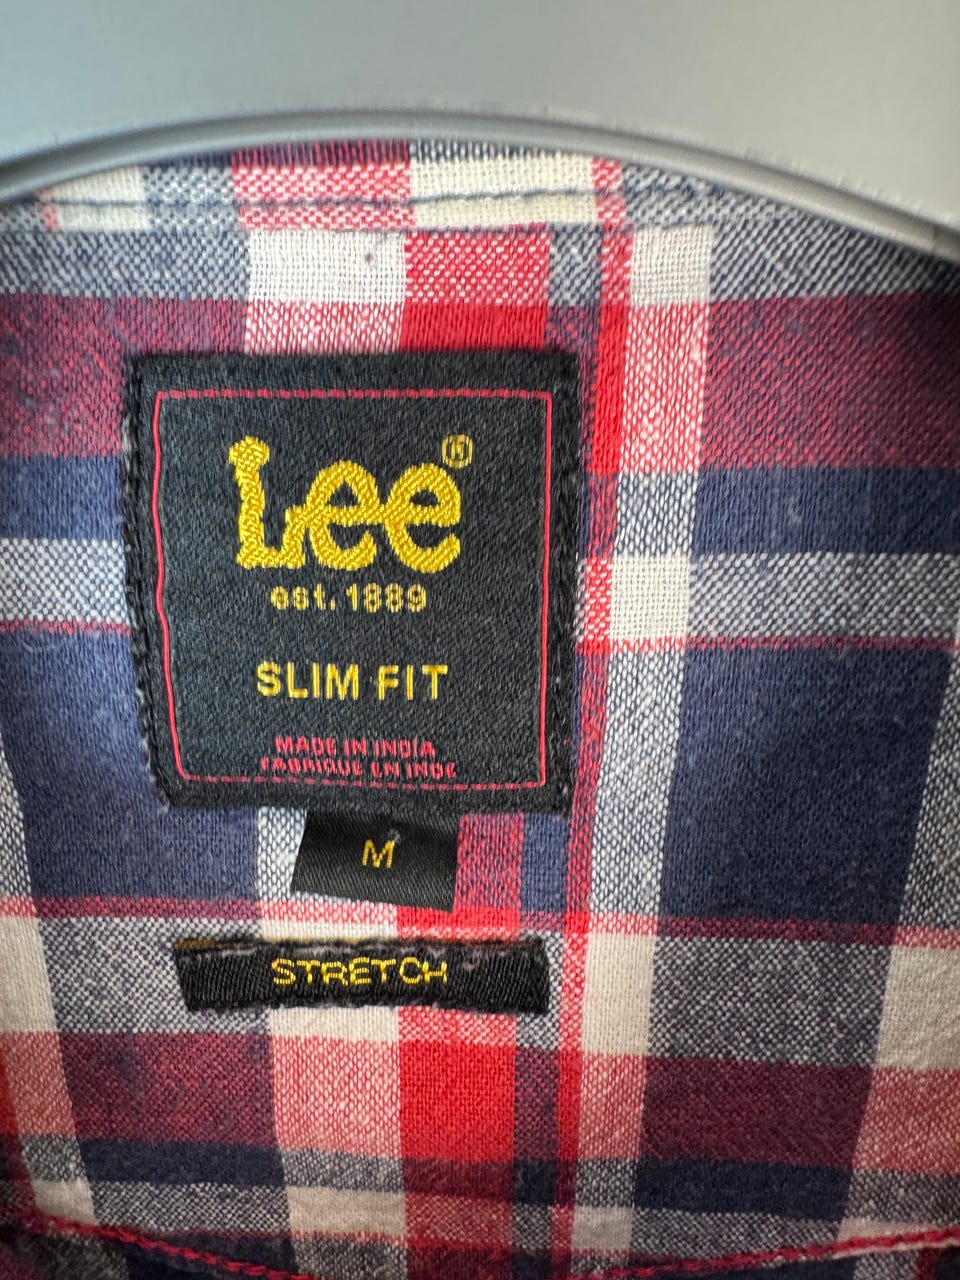 Lee®
est. 1889
SLIM FIT
MADE IN INDIA
FABRIQUE EN INDE
M
STRETCH